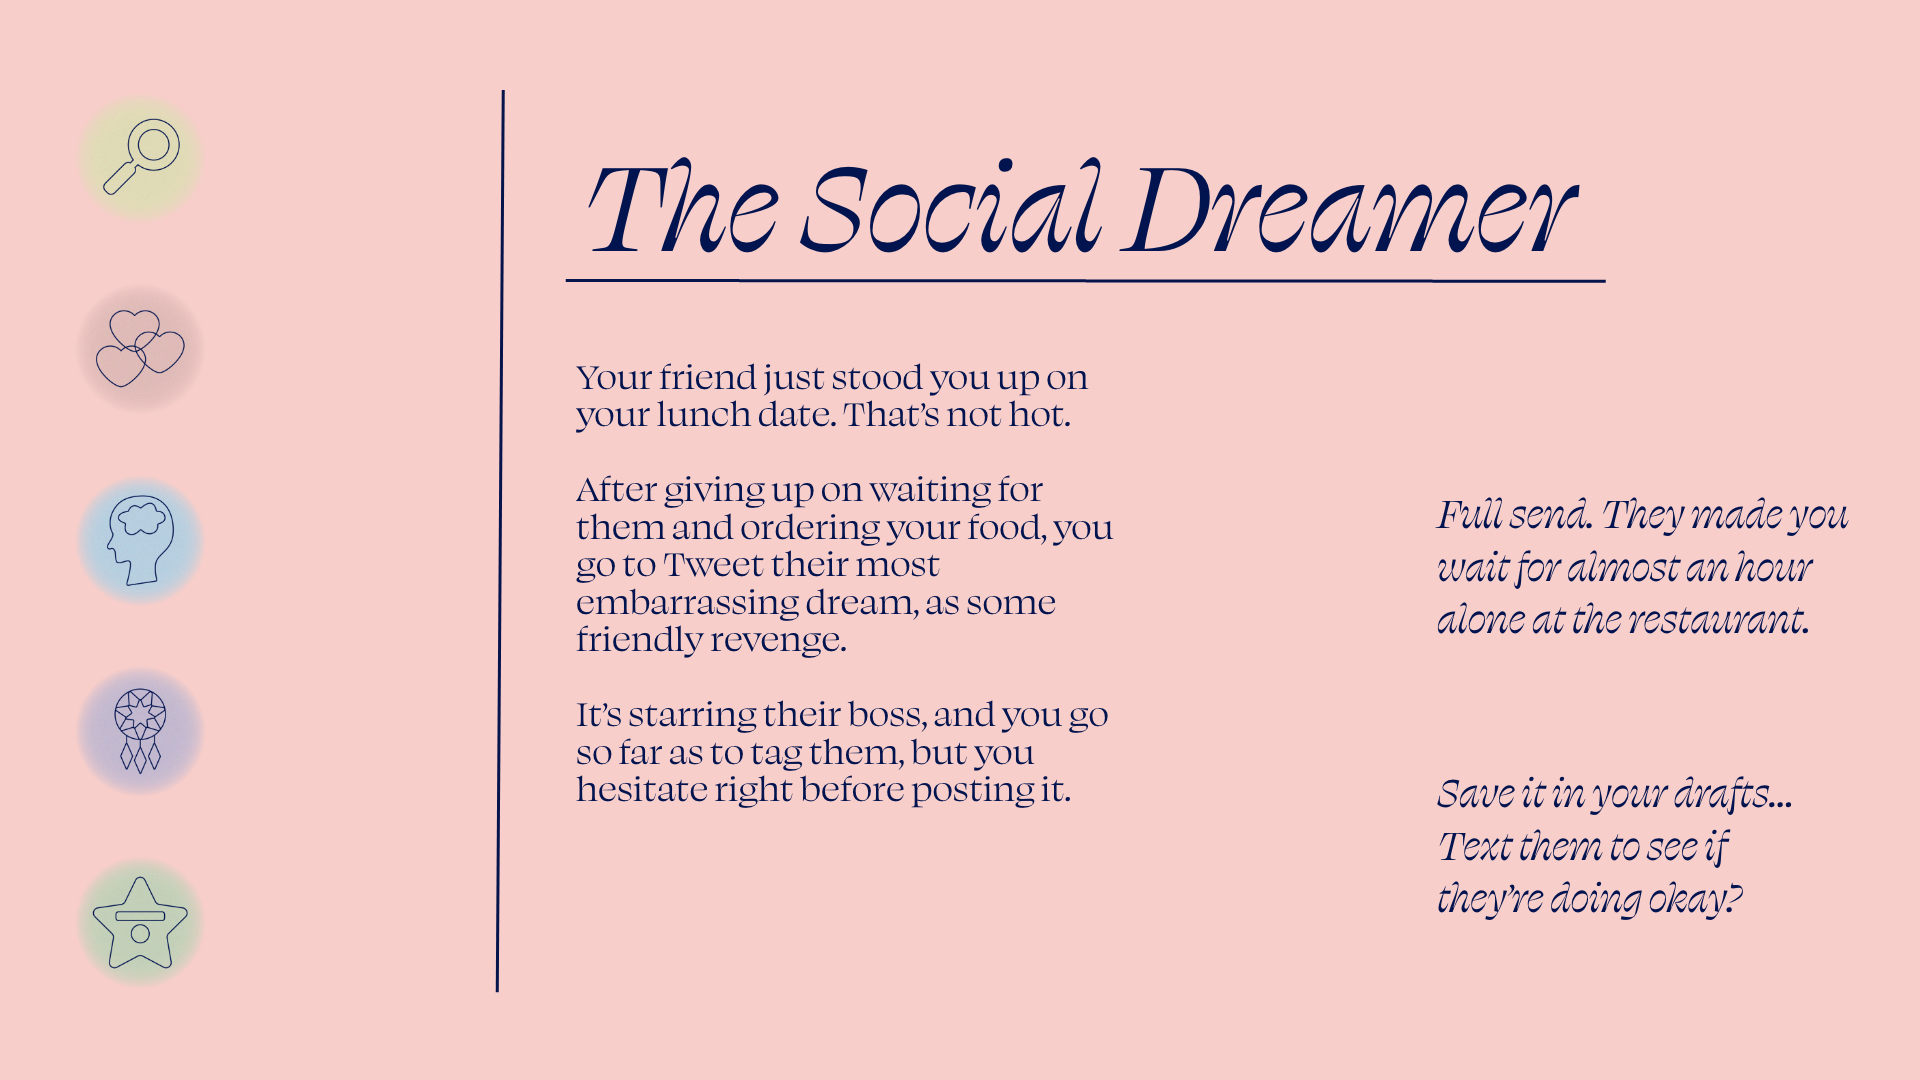 The Social Dreamer
Your friend just stood you up on
your lunch date. That’s not hot.
After giving up on waiting for
them and ordering your food, you
go to Tweet their most
embarrassing dream, as some
friendly revenge.
It’s starring their boss, and you go
so far as to tag them, but you
hesitate right before posting it.
Full send. They made you
wait for almost an hour
alone at the restaurant.
Save it in your drafts...
Text them to see if
they’re doing okay?